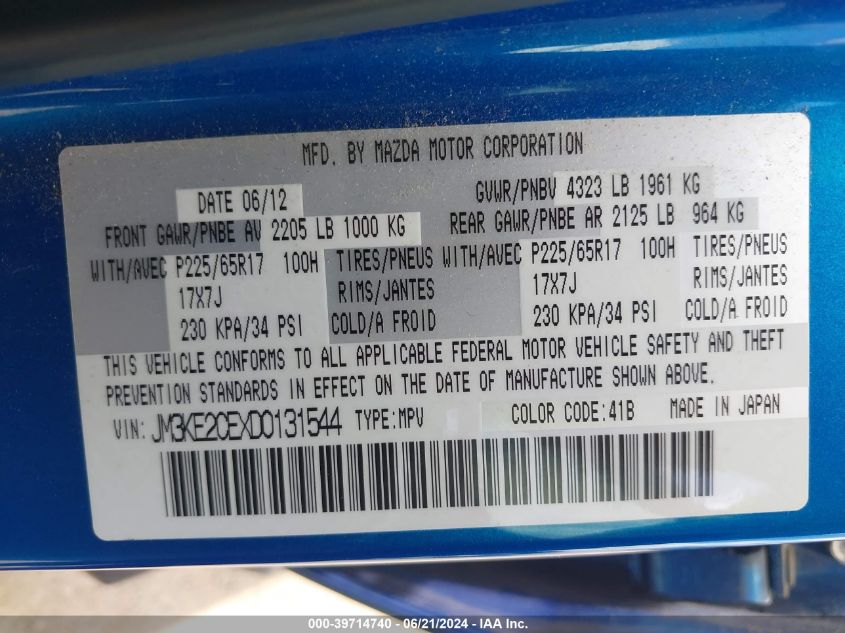 MFD. BY MAZDA MOTOR CORPORATION
DATE 06/12 GVWR/PNBV 4323 LB 1961 KG
FRONT GAWR/PNBE AV 2205 LB 1000 KG REAR GAWR/PNBE AR 2125 LB 964 KG
WITH/AVEC P225/65R17 100H TIRES/PNEUS WITH/AVEC P225/65R17 100H TIRES/PNEUS
17X7J RIMS/JANTES 17X7J RIMS/JANTES
230 KPA/34 PSI COLD/A FROID 230 KPA/34 PSI COLD/A FROID
THIS VEHICLE CONFORMS TO ALL APPLICABLE FEDERAL MOTOR VEHICLE SAFETY AND THEFT
PREVENTION STANDARDS IN EFFECT ON THE DATE OF MANUFACTURE SHOWN ABOVE.
VIN: JM3KE2CEXD0131544 TYPE:MPV COLOR CODE:41B MADE IN JAPAN
000-39714740 - 06/21/2024 - IAA Inc.